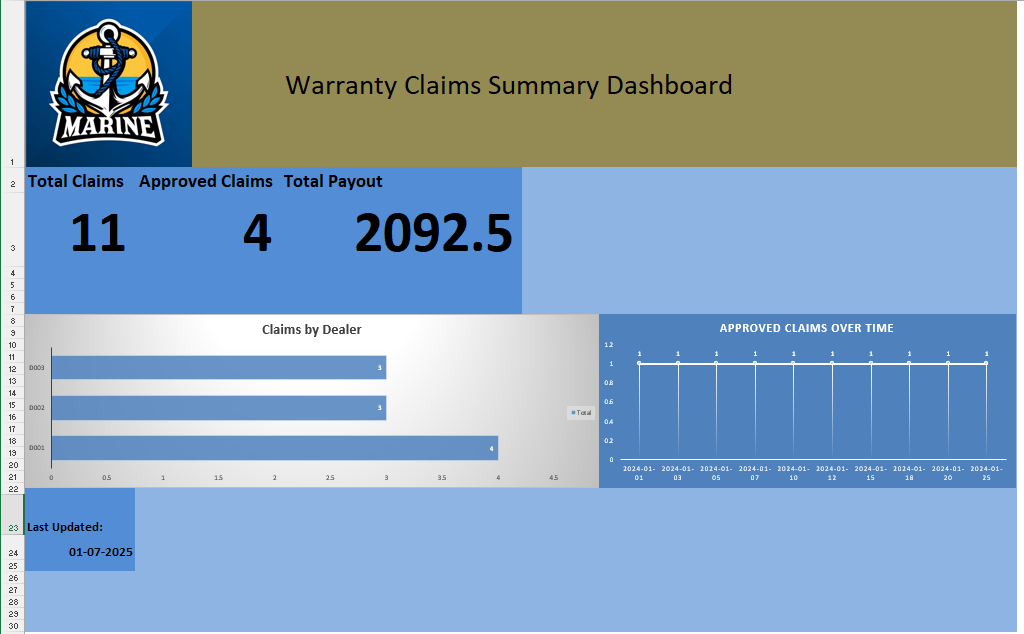 MARINE
Warranty Claims Summary Dashboard
1
2
Total Claims Approved Claims Total Payout
3
11 4 2092.5
4
5
6
7
8
9
10
11
12
13
14
15
16
17
18
19
20
21
22
Claims by Dealer
D003
3
D002
3
D001
4
Total
0 0.5 1 1.5 2 2.5 3 3.5 4 4.5
APPROVED CLAIMS OVER TIME
1.2
1
0.8
0.6
0.4
0.2
0
1 1 1 1 1 1 1 1 1 1
2024-01-01 2024-01-03 2024-01-05 2024-01-07 2024-01-10 2024-01-12 2024-01-15 2024-01-18 2024-01-20 2024-01-25
23
Last Updated:
24
01-07-2025
25
26
27
28
29
30